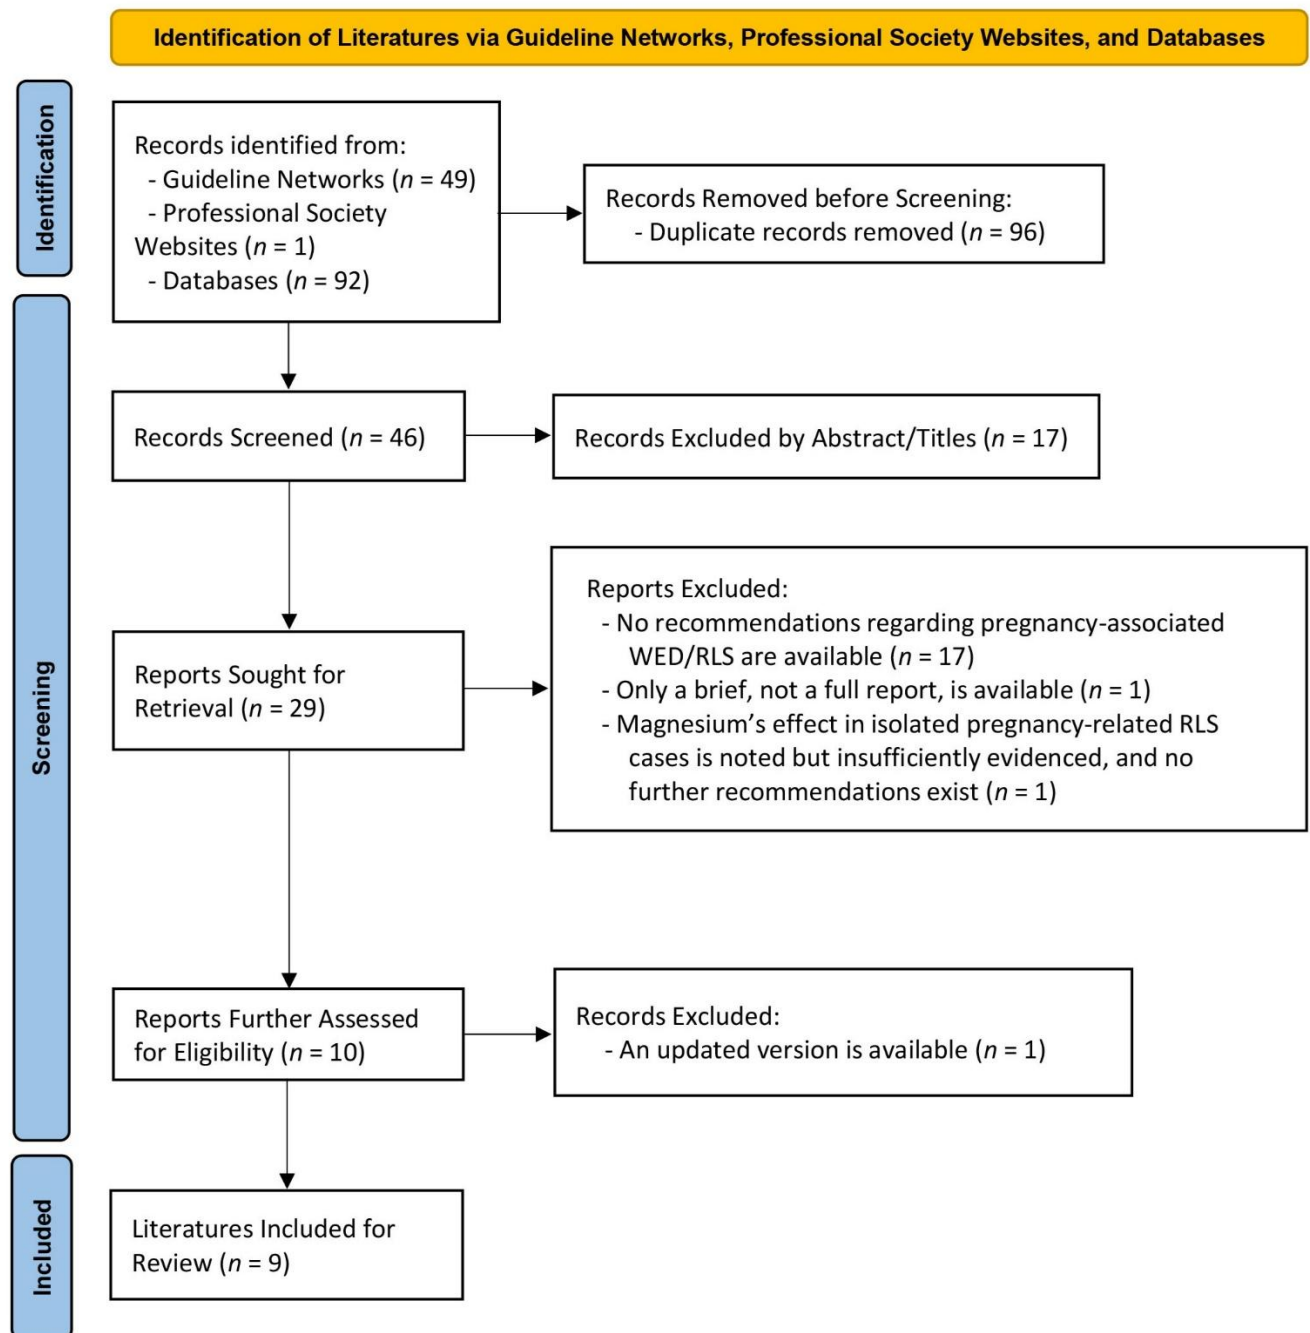 Identification of Literatures via Guideline Networks, Professional Society Websites, and Databases
Identification
Records identified from:
- Guideline Networks (n = 49)
- Professional Society
Websites (n = 1)
- Databases (n = 92)
Records Removed before Screening:
- Duplicate records removed (n = 96)
Screening
Records Screened (n = 46)
Records Excluded by Abstract/Titles (n = 17)
Reports Sought for
Retrieval (n = 29)
Reports Excluded:
- No recommendations regarding pregnancy-associated
WED/RLS are available (n = 17)
- Only a brief, not a full report, is available (n = 1)
- Magnesium’s effect in isolated pregnancy-related RLS
cases is noted but insufficiently evidenced, and no
further recommendations exist (n = 1)
Reports Further Assessed
for Eligibility (n = 10)
Records Excluded:
- An updated version is available (n = 1)
Included
Literatures Included for
Review (n = 9)